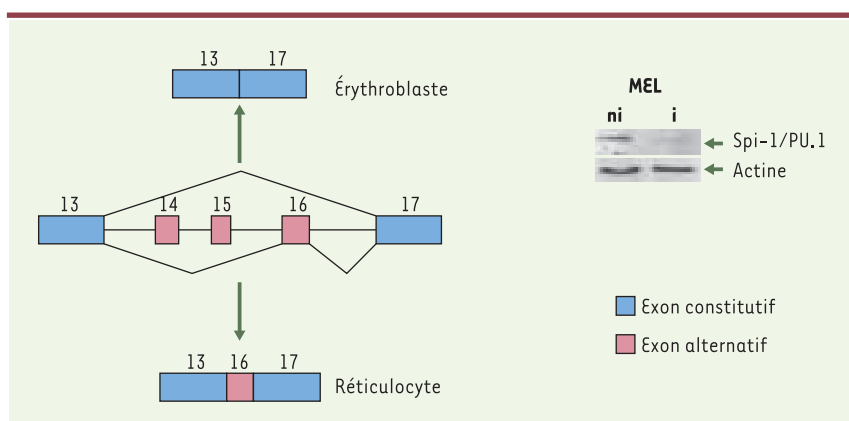 13 17
Érythroblaste
13 14 15 16 17
13 16 17
Réticulocyte
MEL
ni i
Spi-1/PU.1
Actine
Exon constitutif
Exon alternatif